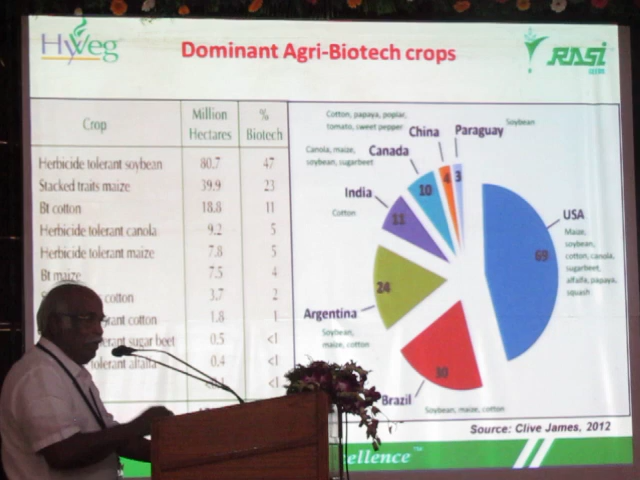 HyVeg
Dominant Agri-Biotech crops
RASI
SEEDS
Crop Million Hectares % Biotech
Herbicide tolerant soybean 80.7 47
Stacked traits maize 39.9 23
Bt cotton 18.8 11
Herbicide tolerant canola 9.2 5
Herbicide tolerant maize 7.8 5
Bt maize 7.5 4
cotton 3.7 2
cotton 1.8 1
sugar beet 0.5 <1
tolerant alfalfa 0.4 <1
<1
Cotton, papaya, poplar,
tomato, sweet pepper
China
Paraguay
Soybean
Canola, maize,
soybean, sugarbeet
Canada
India
Cotton
Argentina
Soybean,
maize, cotton
Brazil
Soybean, maize, cotton
USA
Maize,
soybean,
cotton, canola,
sugarbeet,
alfalfa, papaya,
squash
69
30
24
11
10
4
3
Source: Clive James, 2012